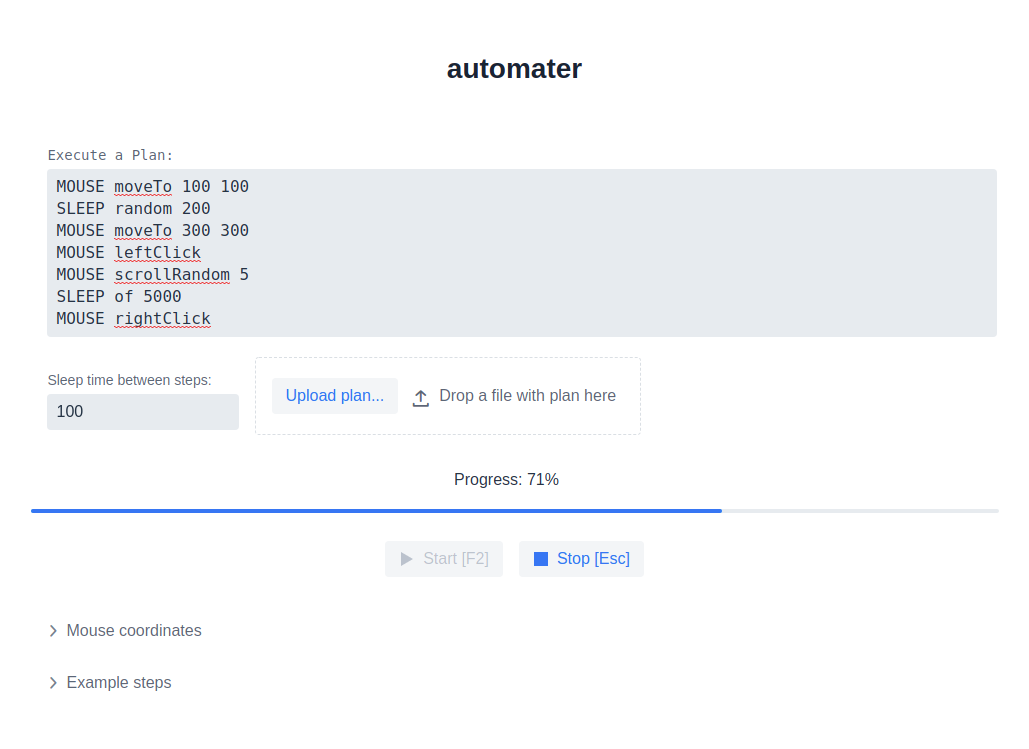 automater
Execute a Plan:
MOUSE moveTo 100 100
SLEEP random 200
MOUSE moveTo 300 300
MOUSE leftClick
MOUSE scrollRandom 5
SLEEP of 5000
MOUSE rightClick
Sleep time between steps:
100
Upload plan... Drop a file with plan here
Progress: 71%
Start [F2] Stop [Esc]
Mouse coordinates
Example steps